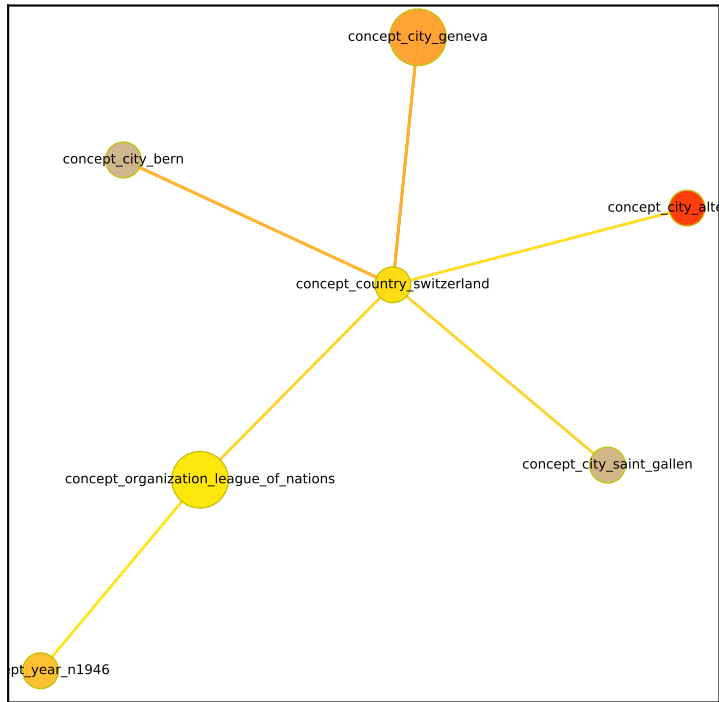 concept_city_geneva
concept_city_bern
concept_city_alte
concept_country_switzerland
concept_city_saint_gallen
concept_organization_league_of_nations
ept_year_n1946